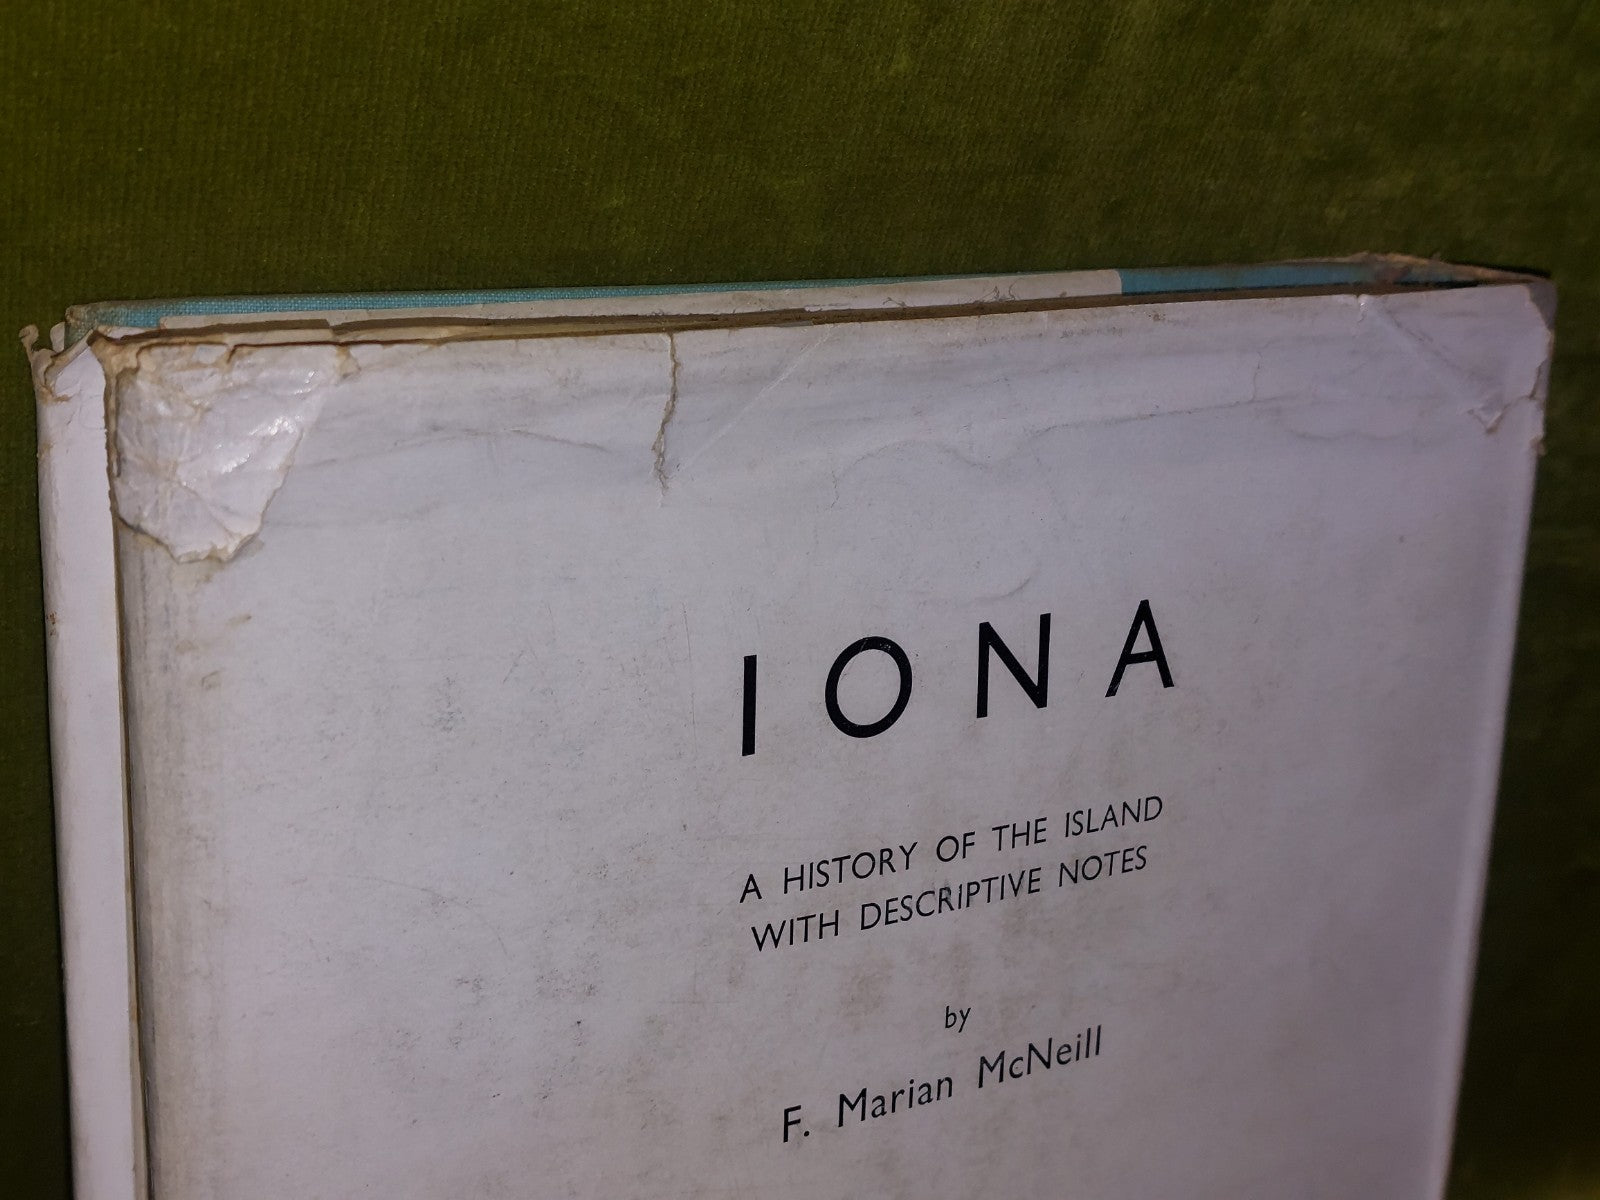 IONA
A HISTORY OF THE ISLAND
WITH DESCRIPTIVE NOTES
by
F. Marian McNeill